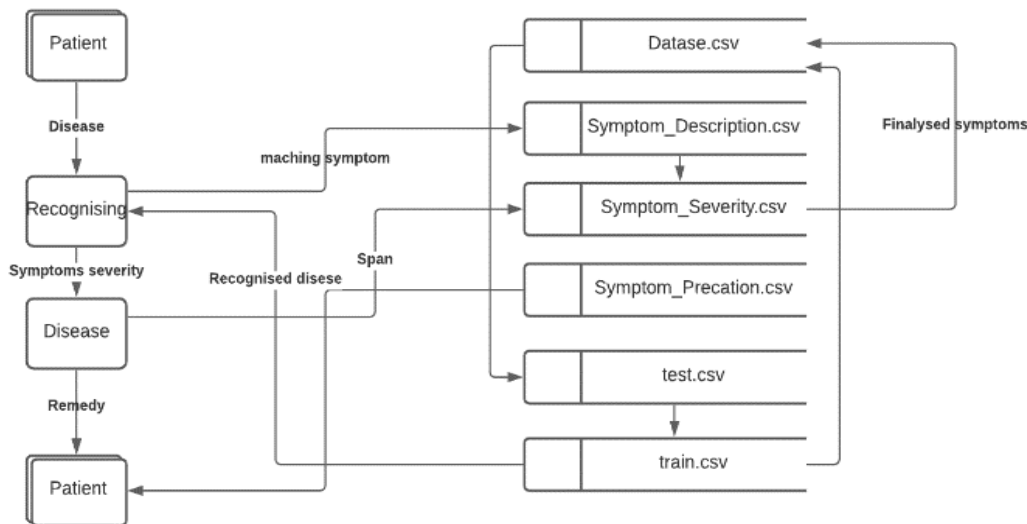 Patient
Datase.csv
Disease
Symptom_Description.csv
Finalysed symptoms
maching symptom
Recognising
Symptom_Severity.csv
Symptoms severity
Recognised disese
Span
Symptom_Precation.csv
Disease
test.csv
Remedy
train.csv
Patient